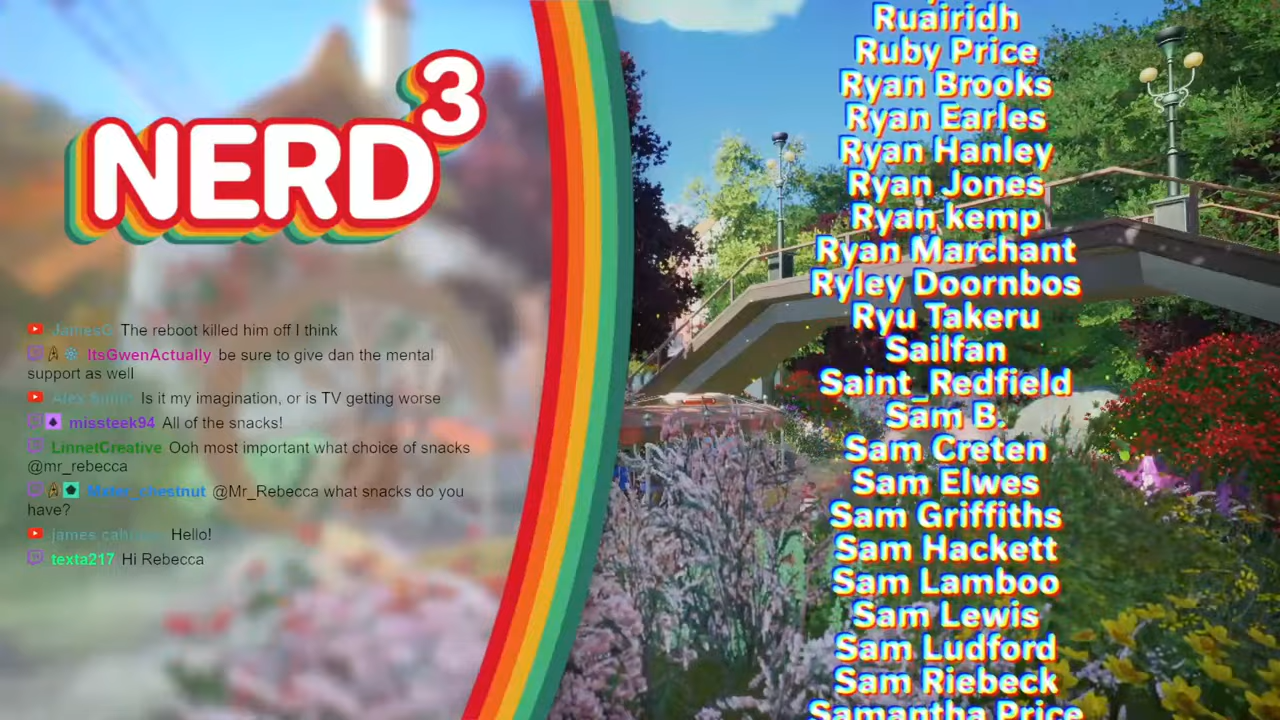 NERD³
JamesG The reboot killed him off I think
ItsGwenActually be sure to give dan the mental
support as well
Alex Is it my imagination, or is TV getting worse
missteek94 All of the snacks!
LinnetCreative Ooh most important what choice of snacks
@mr_rebecca
@Mr_Rebecca what snacks do you
have?
james Hello!
texta217 Hi Rebecca
Ruairidh
Ruby Price
Ryan Brooks
Ryan Earles
Ryan Hanley
Ryan Jones
Ryan kemp
Ryan Marchant
Ryley Doornbos
Ryu Takeru
Sailfan
Saint_Redfield
Sam B.
Sam Creten
Sam Elwes
Sam Griffiths
Sam Hackett
Sam Lamboo
Sam Lewis
Sam Ludford
Sam Riebeck
Samantha Price